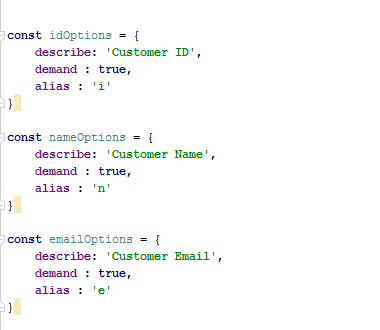 const idOptions = {
    describe: 'Customer ID',
    demand : true,
    alias : 'i'
}
const nameOptions = {
    describe: 'Customer Name',
    demand : true,
    alias : 'n'
}
const emailOptions = {
    describe: 'Customer Email',
    demand : true,
    alias : 'e'
}